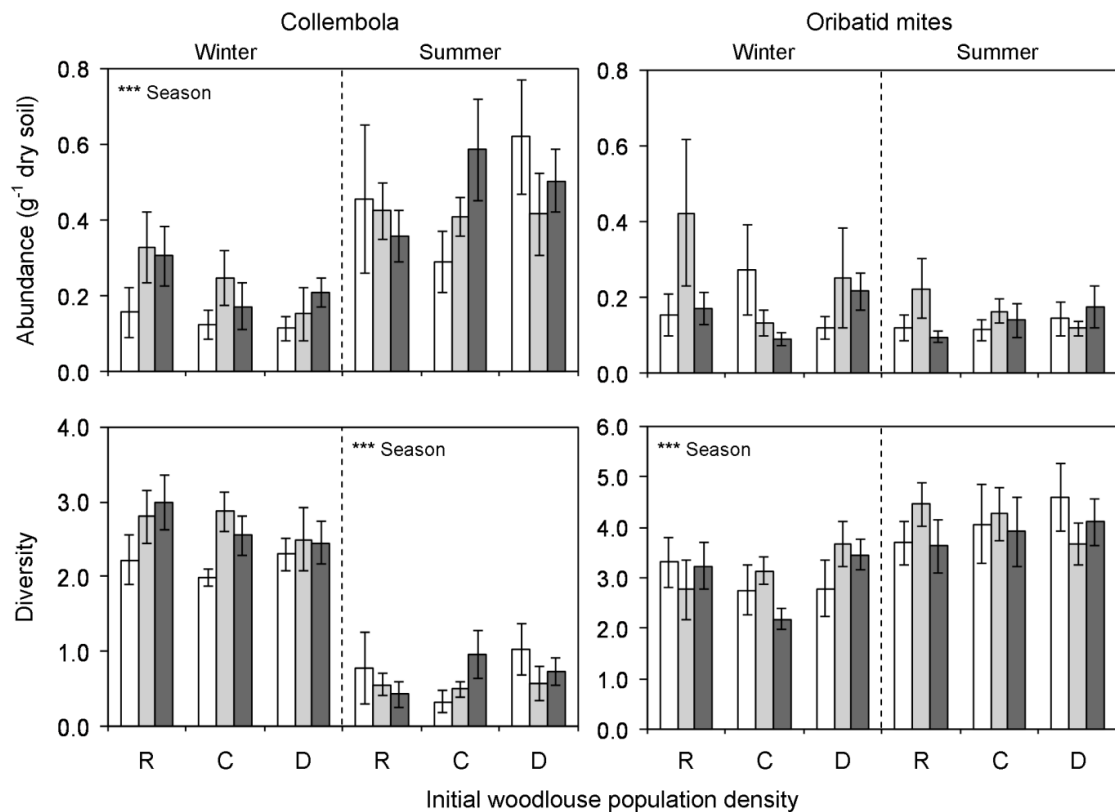 Collembola
Oribatid mites
Winter
Summer
Winter
Summer
Abundance (g⁻¹ dry soil)
0.8
0.6
0.4
0.2
0.0
*** Season
0.8
0.6
0.4
0.2
0.0
Diversity
4.0
3.0
2.0
1.0
0.0
*** Season
6.0
5.0
4.0
3.0
2.0
1.0
0.0
*** Season
R C D R C D
R C D R C D
Initial woodlouse population density